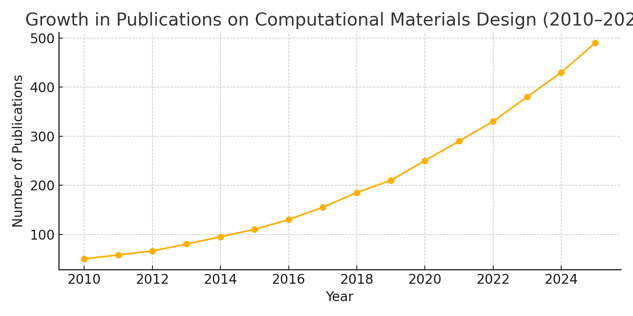 Growth in Publications on Computational Materials Design (2010–202
Number of Publications
500
400
300
200
100
2010 2012 2014 2016 2018 2020 2022 2024
Year